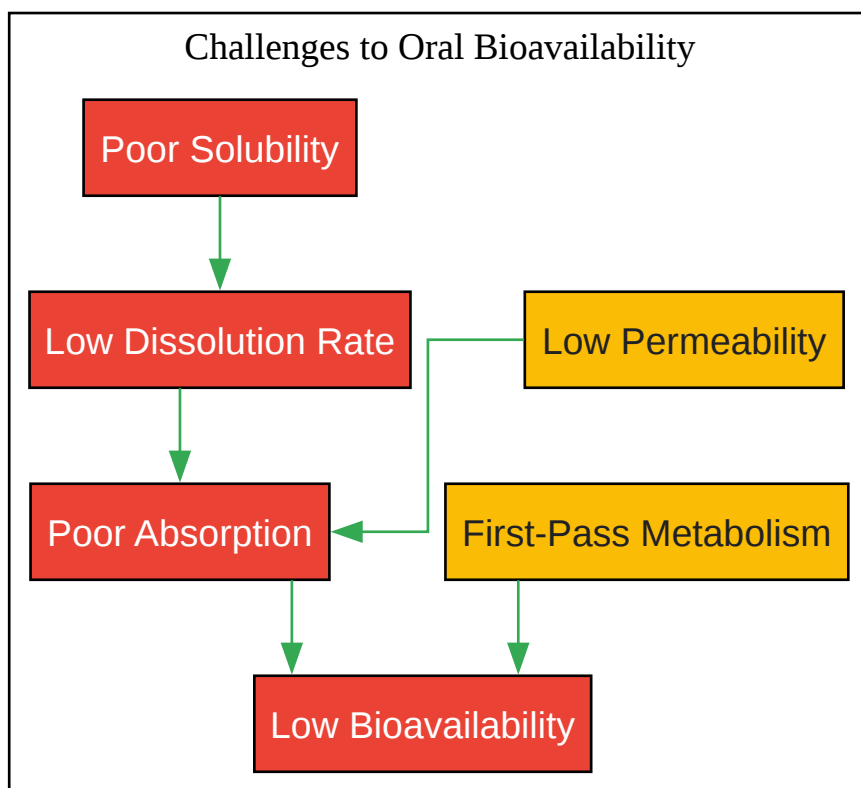 Challenges to Oral Bioavailability
Poor Solubility
Low Dissolution Rate
Low Permeability
Poor Absorption
First-Pass Metabolism
Low Bioavailability